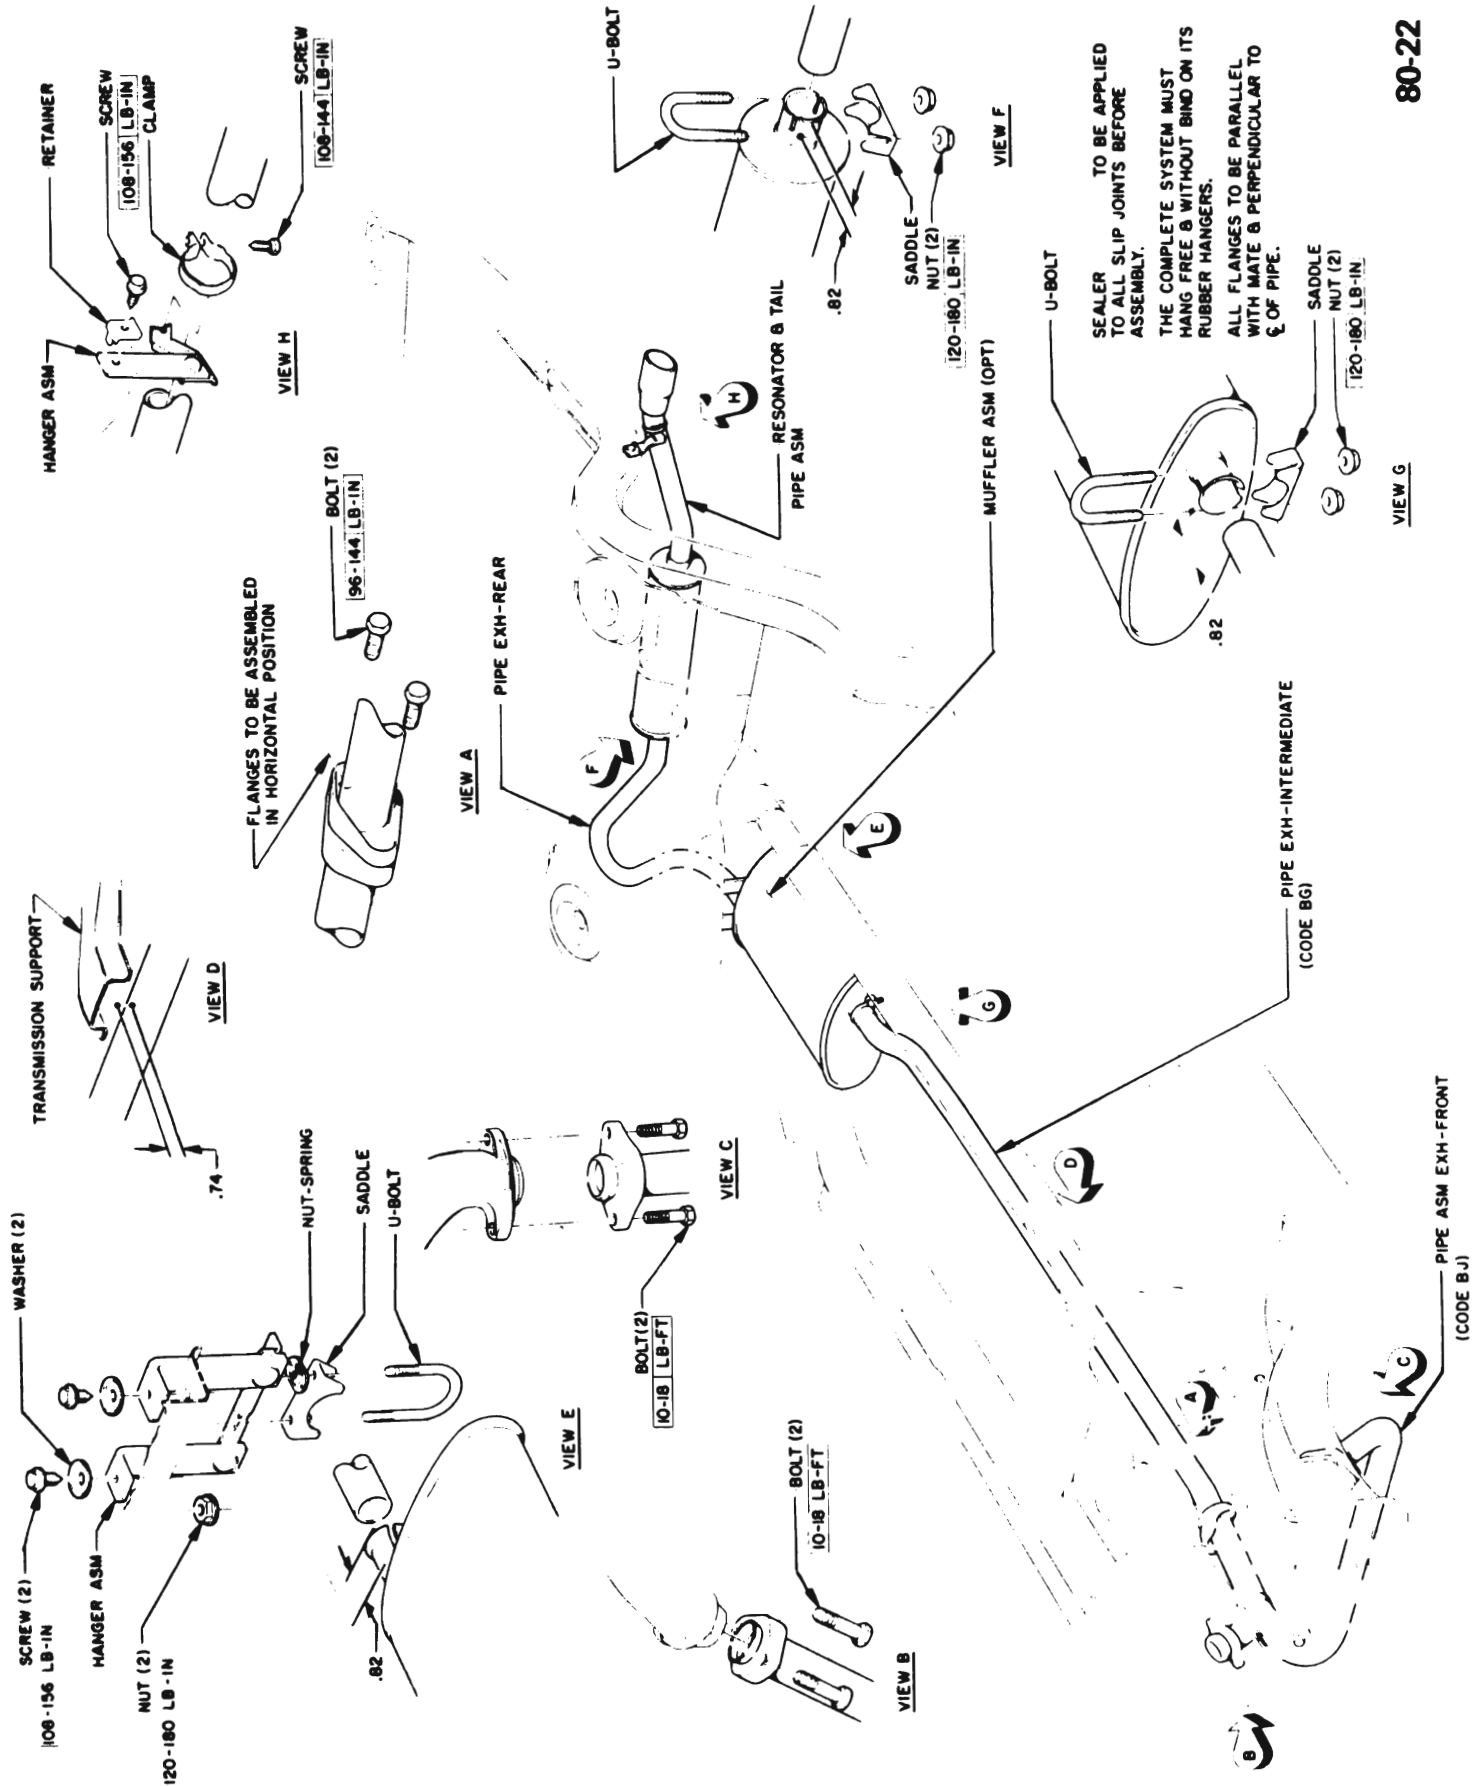 SCREW (2)
108-156 LB-IN
WASHER (2)
HANGER ASM
NUT (2)
120-180 LB-IN
NUT-SPRING
SADDLE
U-BOLT
.82
VIEW E
TRANSMISSION SUPPORT
.74
VIEW D
FLANGES TO BE ASSEMBLED
IN HORIZONTAL POSITION
BOLT (2)
96-144 LB-IN
VIEW A
HANGER ASM
RETAINER
SCREW
108-156 LB-IN
CLAMP
SCREW
108-144 LB-IN
VIEW H
BOLT (2)
10-18 LB-FT
VIEW C
BOLT (2)
10-18 LB-FT
VIEW B
PIPE EXH-REAR
RESONATOR & TAIL
PIPE ASM
MUFFLER ASM (OPT)
U-BOLT
.82
SADDLE
NUT (2)
120-180 LB-IN
VIEW F
F
H
E
G
D
A
C
B
PIPE EXH-INTERMEDIATE
(CODE BG)
PIPE ASM EXH-FRONT
(CODE BJ)
SEALER TO BE APPLIED
TO ALL SLIP JOINTS BEFORE
ASSEMBLY.
THE COMPLETE SYSTEM MUST
HANG FREE & WITHOUT BIND ON ITS
RUBBER HANGERS.
ALL FLANGES TO BE PARALLEL
WITH MATE & PERPENDICULAR TO
℄ OF PIPE.
U-BOLT
.82
SADDLE
NUT (2)
120-180 LB-IN
VIEW G
80-22